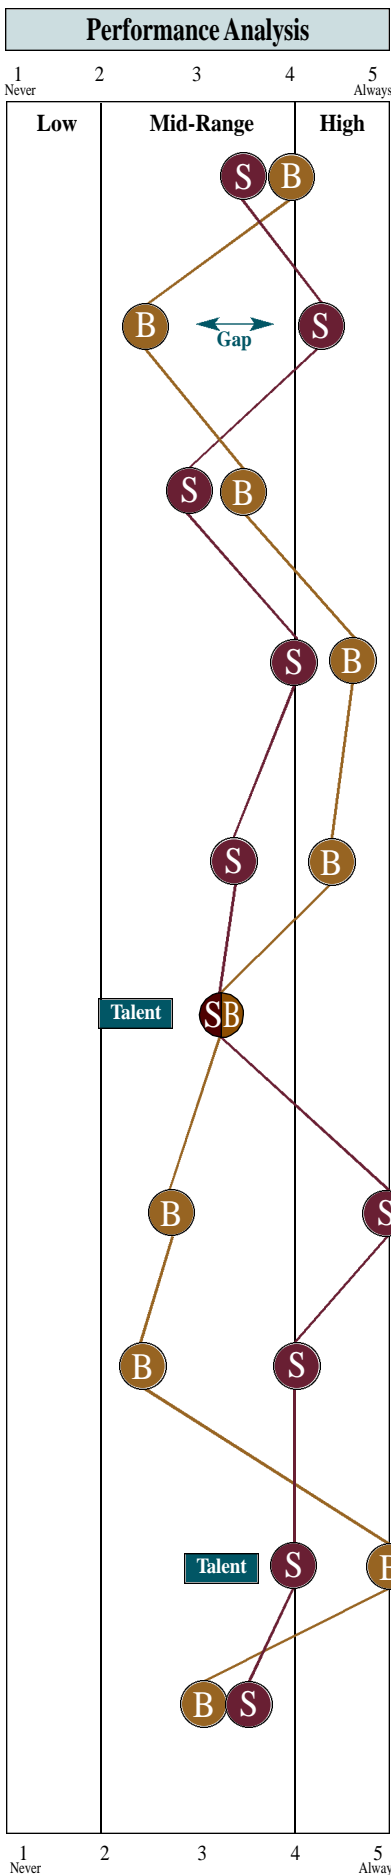 Performance Analysis
1 2 3 4 5
Never Always
Low Mid-Range High
S B
B S
Gap
S B
S B
S B
Talent SB
B S
B S
Talent S B
B S
1 2 3 4 5
Never Alway